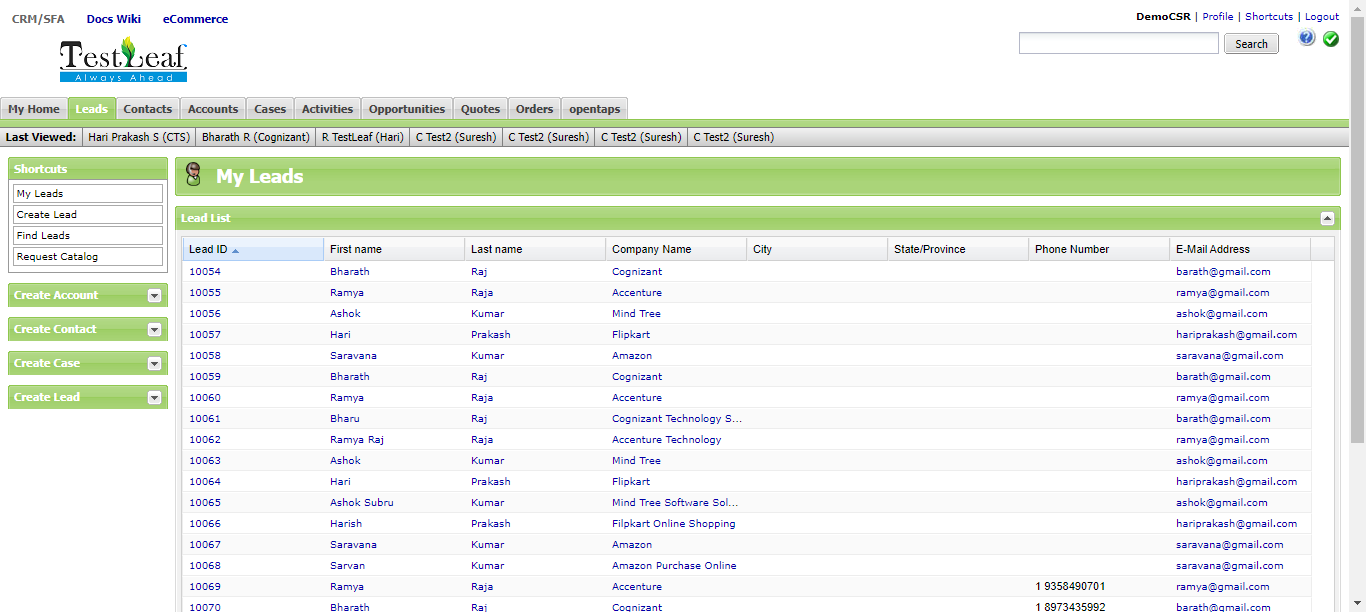 CRM/SFA Docs Wiki eCommerce
DemoCSR | Profile | Shortcuts | Logout
TestLeaf
Always Ahead
Search
My Home Leads Contacts Accounts Cases Activities Opportunities Quotes Orders opentaps
Last Viewed: Hari Prakash S (CTS) Bharath R (Cognizant) R TestLeaf (Hari) C Test2 (Suresh) C Test2 (Suresh) C Test2 (Suresh) C Test2 (Suresh)
Shortcuts
My Leads
Create Lead
Find Leads
Request Catalog
Create Account
Create Contact
Create Case
Create Lead
My Leads
Lead List
Lead ID First name Last name Company Name City State/Province Phone Number E-Mail Address
10054 Bharath Raj Cognizant barath@gmail.com
10055 Ramya Raja Accenture ramya@gmail.com
10056 Ashok Kumar Mind Tree ashok@gmail.com
10057 Hari Prakash Flipkart hariprakash@gmail.com
10058 Saravana Kumar Amazon saravana@gmail.com
10059 Bharath Raj Cognizant barath@gmail.com
10060 Ramya Raja Accenture ramya@gmail.com
10061 Bharu Raj Cognizant Technology S... barath@gmail.com
10062 Ramya Raj Raja Accenture Technology ramya@gmail.com
10063 Ashok Kumar Mind Tree ashok@gmail.com
10064 Hari Prakash Flipkart hariprakash@gmail.com
10065 Ashok Subru Kumar Mind Tree Software Sol... ashok@gmail.com
10066 Harish Prakash Filpkart Online Shopping hariprakash@gmail.com
10067 Saravana Kumar Amazon saravana@gmail.com
10068 Sarvan Kumar Amazon Purchase Online saravana@gmail.com
10069 Ramya Raja Accenture 1 9358490701 ramya@gmail.com
10070 Bharath Raj Cognizant 1 8973435992 barath@gmail.com